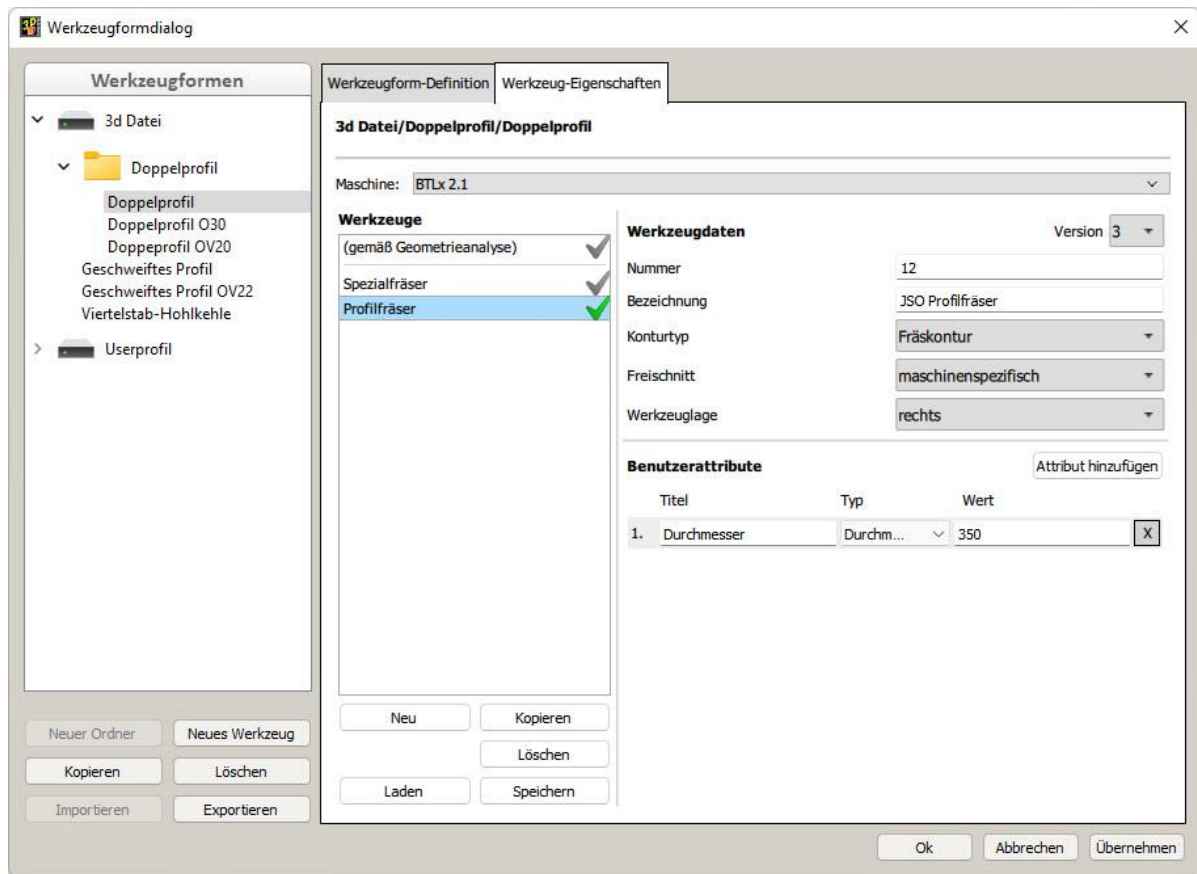 Werkzeugformdialog
Werkzeugformen
3d Datei
Doppelprofil
Doppelprofil
Doppelprofil O30
Doppeprofil OV20
Geschweiftes Profil
Geschweiftes Profil OV22
Viertelstab-Hohlkehle
Userprofil
Neuer Ordner Neues Werkzeug
Kopieren Löschen
Importieren Exportieren
Werkzeugform-Definition Werkzeug-Eigenschaften
3d Datei/Doppelprofil/Doppelprofil
Maschine: BTLx 2.1
Werkzeuge
(gemäß Geometrieanalyse)
Spezialfräser
Profilfräser
Neu Kopieren
Löschen
Laden Speichern
Werkzeugdaten Version 3
Nummer 12
Bezeichnung JSO Profilfräser
Konturtyp Fräskontur
Freischnitt maschinenspezifisch
Werkzeuglage rechts
Benutzerattribute Attribut hinzufügen
Titel Typ Wert
1. Durchmesser Durchm... 350 X
Ok Abbrechen Übernehmen